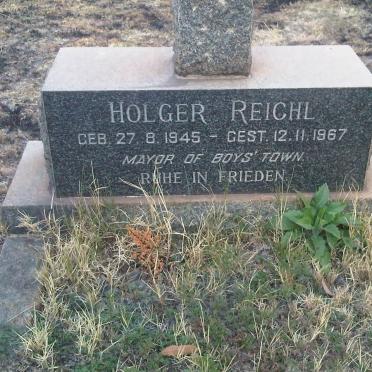 HOLGER REICHL
GEB. 27. 8. 1945 - GEST. 12. 11. 1967
MAYOR OF BOYS' TOWN.
RUHE IN FRIEDEN